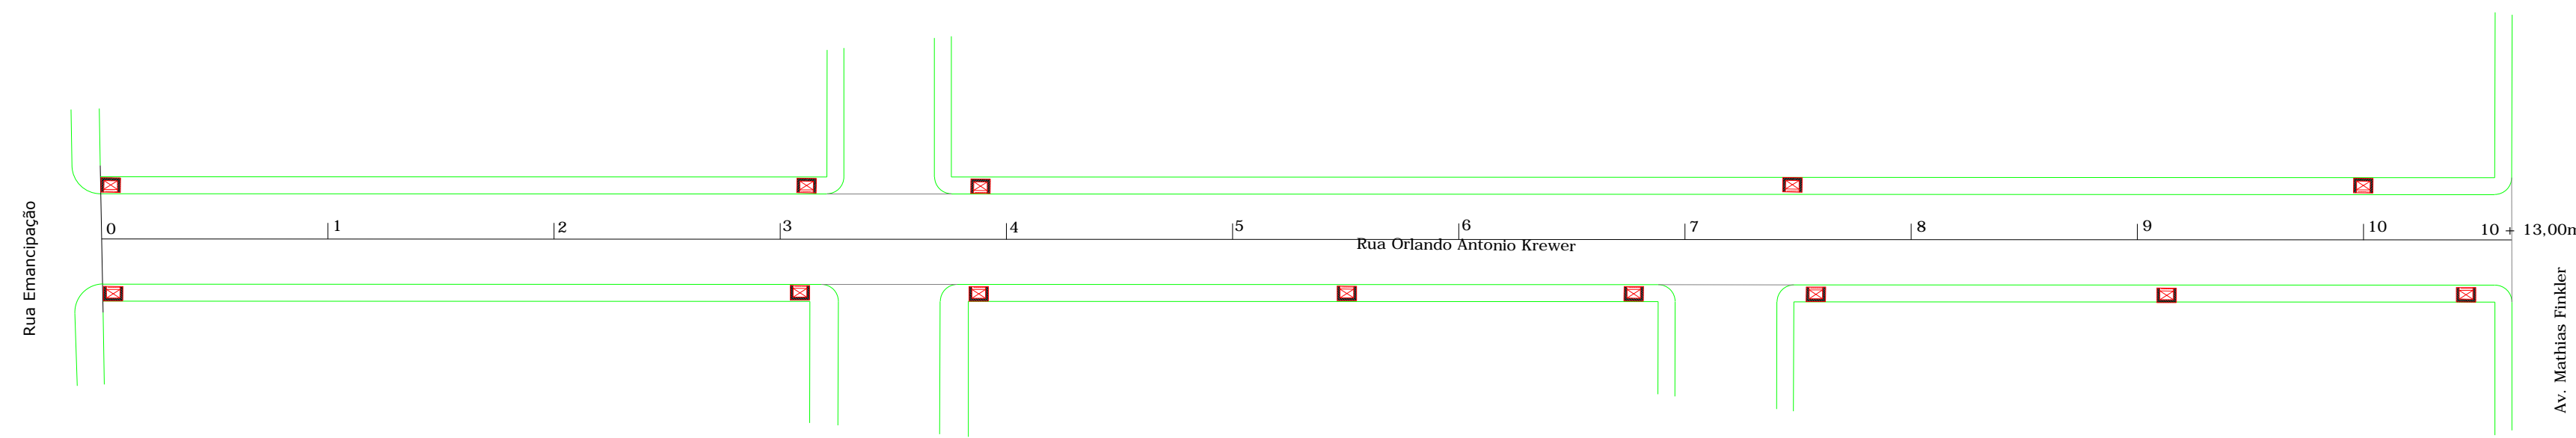 Rua Emancipação
0
1
2
3
4
5
6
7
8
9
10
10 + 13,00m
Rua Orlando Antonio Krewer
Av. Mathias Finkler